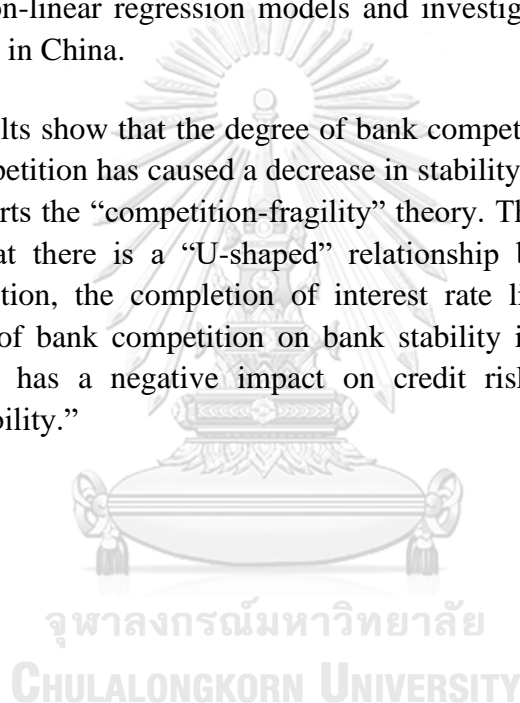 on-linear regression models and investig
in China.
lts show that the degree of bank compet
petition has caused a decrease in stability
rts the “competition-fragility” theory. Th
at there is a “U-shaped” relationship b
tion, the completion of interest rate li
of bank competition on bank stability i
has a negative impact on credit risk
bility.”
จุฬาลงกรณ์มหาวิทยาลัย
CHULALONGKORN UNIVERSITY